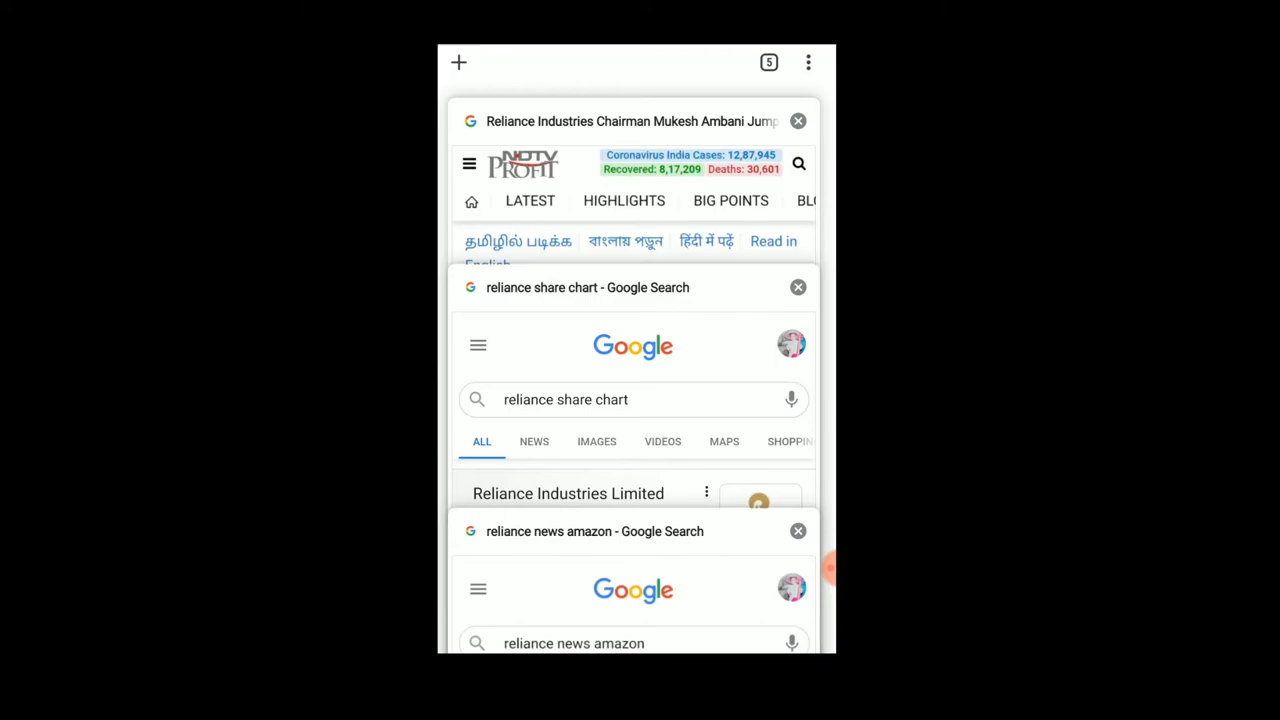 5
Reliance Industries Chairman Mukesh Ambani Jump
NDTV
PROFIT
Coronavirus India Cases: 12,87,945
Recovered: 8,17,209 Deaths: 30,601
LATEST HIGHLIGHTS BIG POINTS BLO
தமிழில் படிக்க বাংলায় পড়ুন हिंदी में पढ़ें Read in
English
reliance share chart - Google Search
Google
reliance share chart
ALL NEWS IMAGES VIDEOS MAPS SHOPPIN
Reliance Industries Limited
reliance news amazon - Google Search
Google
reliance news amazon